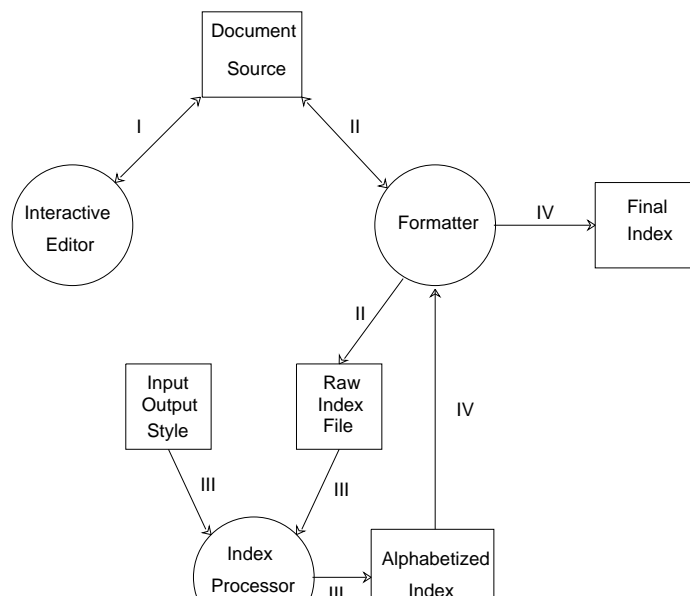 Document
Source
I
II
Interactive
Editor
Formatter
IV
Final
Index
II
Input
Output
Style
Raw
Index
File
IV
III
III
Index
Processor
III
Alphabetized
Index